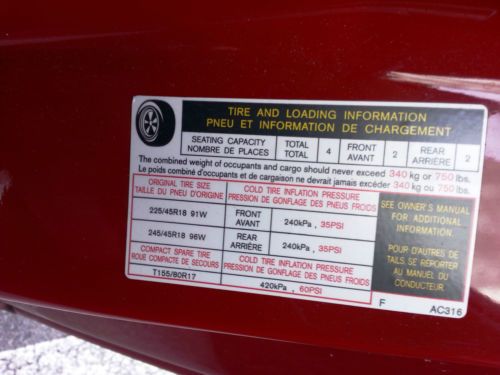 TIRE AND LOADING INFORMATION
PNEU ET INFORMATION DE CHARGEMENT
SEATING CAPACITY TOTAL 4 FRONT 2 REAR 2
NOMBRE DE PLACES TOTAL AVANT ARRIÈRE
The combined weight of occupants and cargo should never exceed 340 kg or 750 lbs.
Le poids combiné d'occupants et de cargaison ne devrait jamais excéder 340 kg ou 750 lbs.
ORIGINAL TIRE SIZE COLD TIRE INFLATION PRESSURE
TAILLE DU PNEU D'ORIGINE PRESSION DE GONFLAGE DES PNEUS FROIDS
225/45R18 91W FRONT AVANT 240kPa , 35PSI
245/45R18 96W REAR ARRIÈRE 240kPa , 35PSI
COMPACT SPARE TIRE COLD TIRE INFLATION PRESSURE
ROUE COMPACTE DE SECOURS PRESSION DE GONFLAGE DES PNEUS FROIDS
T155/80R17 420kPa , 60PSI
SEE OWNER'S MANUAL
FOR ADDITIONAL
INFORMATION.
POUR D'AUTRES DE
TAILS, SE RÉPORTER
AU MANUEL DU
CONDUCTEUR.
F AC316